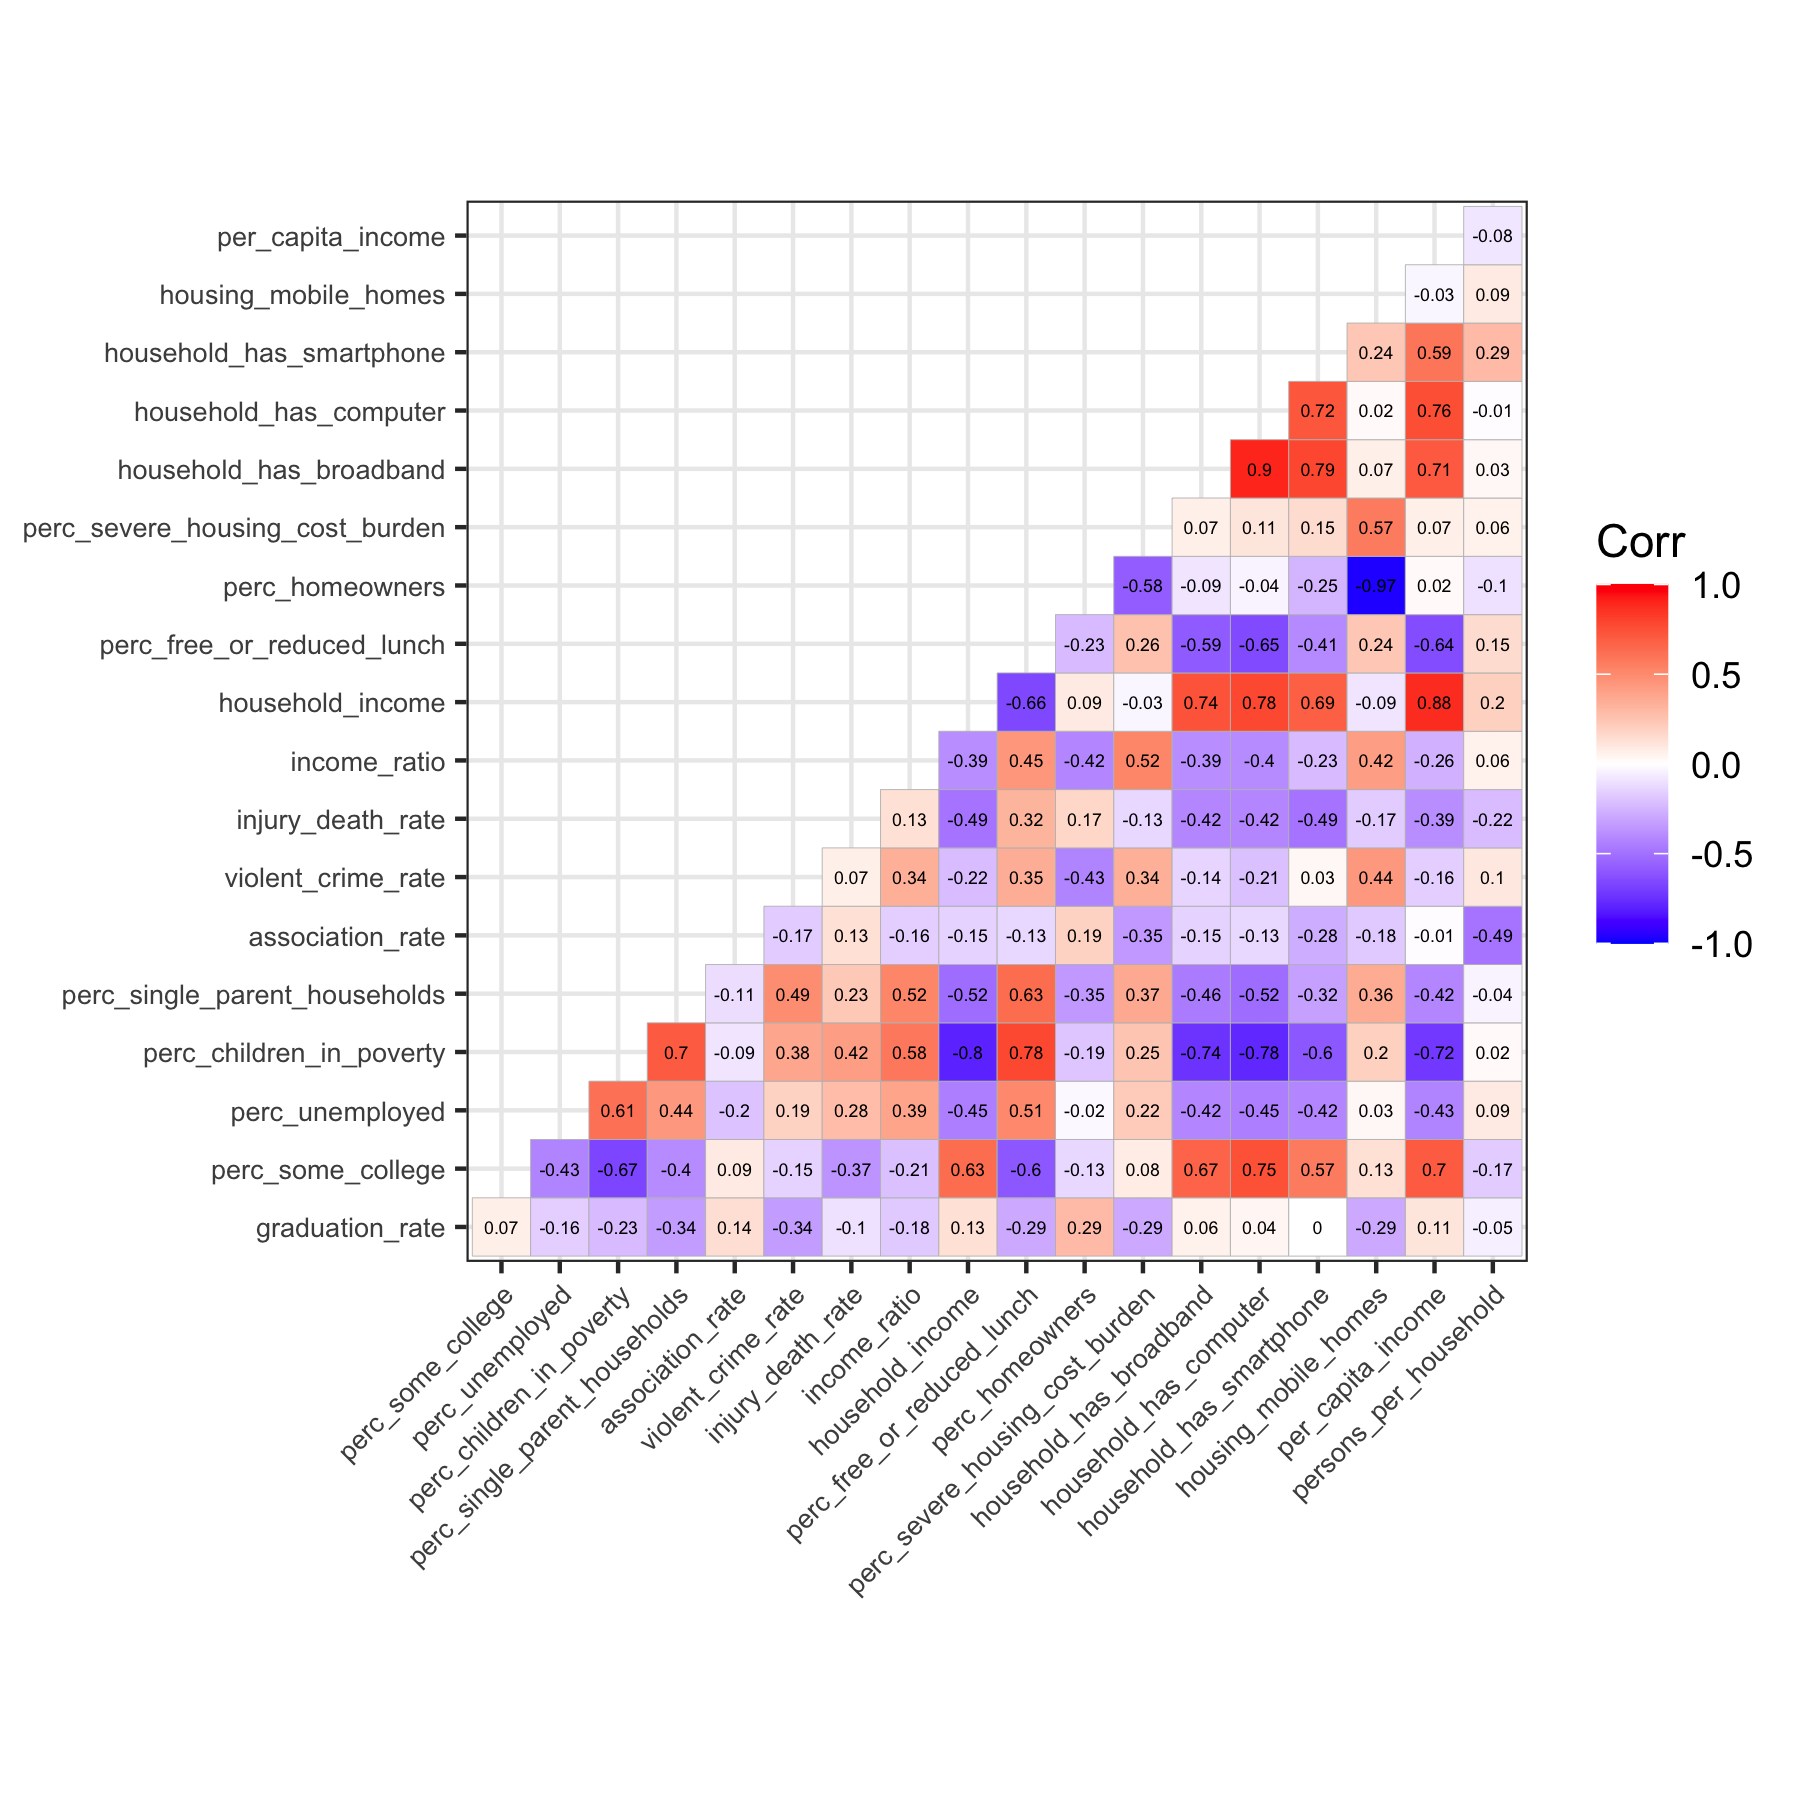 per_capita_income -0.08
housing_mobile_homes -0.03 0.09
household_has_smartphone 0.24 0.59 0.29
household_has_computer 0.72 0.02 0.76 -0.01
household_has_broadband 0.9 0.79 0.07 0.71 0.03
perc_severe_housing_cost_burden 0.07 0.11 0.15 0.57 0.07 0.06
perc_homeowners -0.58 -0.09 -0.04 -0.25 -0.97 0.02 -0.1
perc_free_or_reduced_lunch -0.23 0.26 -0.59 -0.65 -0.41 0.24 -0.64 0.15
household_income -0.66 0.09 -0.03 0.74 0.78 0.69 -0.09 0.88 0.2
income_ratio -0.39 0.45 -0.42 0.52 -0.39 -0.4 -0.23 0.42 -0.26 0.06
injury_death_rate 0.13 -0.49 0.32 0.17 -0.13 -0.42 -0.42 -0.49 -0.17 -0.39 -0.22
violent_crime_rate 0.07 0.34 -0.22 0.35 -0.43 0.34 -0.14 -0.21 0.03 0.44 -0.16 0.1
association_rate -0.17 0.13 -0.16 -0.15 -0.13 0.19 -0.35 -0.15 -0.13 -0.28 -0.18 -0.01 -0.49
perc_single_parent_households -0.11 0.49 0.23 0.52 -0.52 0.63 -0.35 0.37 -0.46 -0.52 -0.32 0.36 -0.42 -0.04
perc_children_in_poverty 0.7 -0.09 0.38 0.42 0.58 -0.8 0.78 -0.19 0.25 -0.74 -0.78 -0.6 0.2 -0.72 0.02
perc_unemployed 0.61 0.44 -0.2 0.19 0.28 0.39 -0.45 0.51 -0.02 0.22 -0.42 -0.45 -0.42 0.03 -0.43 0.09
perc_some_college -0.43 -0.67 -0.4 0.09 -0.15 -0.37 -0.21 0.63 -0.6 -0.13 0.08 0.67 0.75 0.57 0.13 0.7 -0.17
graduation_rate 0.07 -0.16 -0.23 -0.34 0.14 -0.34 -0.1 -0.18 0.13 -0.29 0.29 -0.29 0.06 0.04 0 -0.29 0.11 -0.05
perc_some_college
perc_unemployed
perc_children_in_poverty
perc_single_parent_households
association_rate
violent_crime_rate
injury_death_rate
income_ratio
household_income
perc_free_or_reduced_lunch
perc_homeowners
perc_severe_housing_cost_burden
household_has_broadband
household_has_computer
household_has_smartphone
housing_mobile_homes
per_capita_income
persons_per_household
Corr
1.0
0.5
0.0
-0.5
-1.0